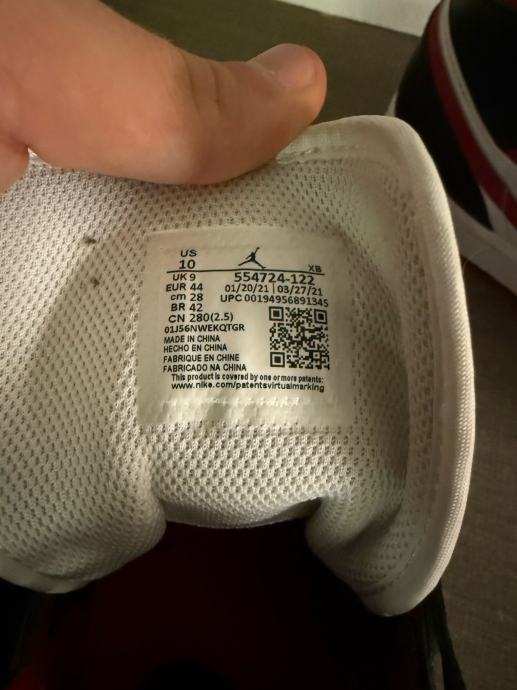 US
10
XB
UK 9
554724-122
EUR 44
01/20/21 | 03/27/21
cm 28
UPC 00194956891345
BR 42
CN 280(2.5)
01J56NWEKQTGR
MADE IN CHINA
HECHO EN CHINA
FABRIQUE EN CHINE
FABRICADO NA CHINA
This product is covered by one or more patents:
www.nike.com/patentsvirtualmarking